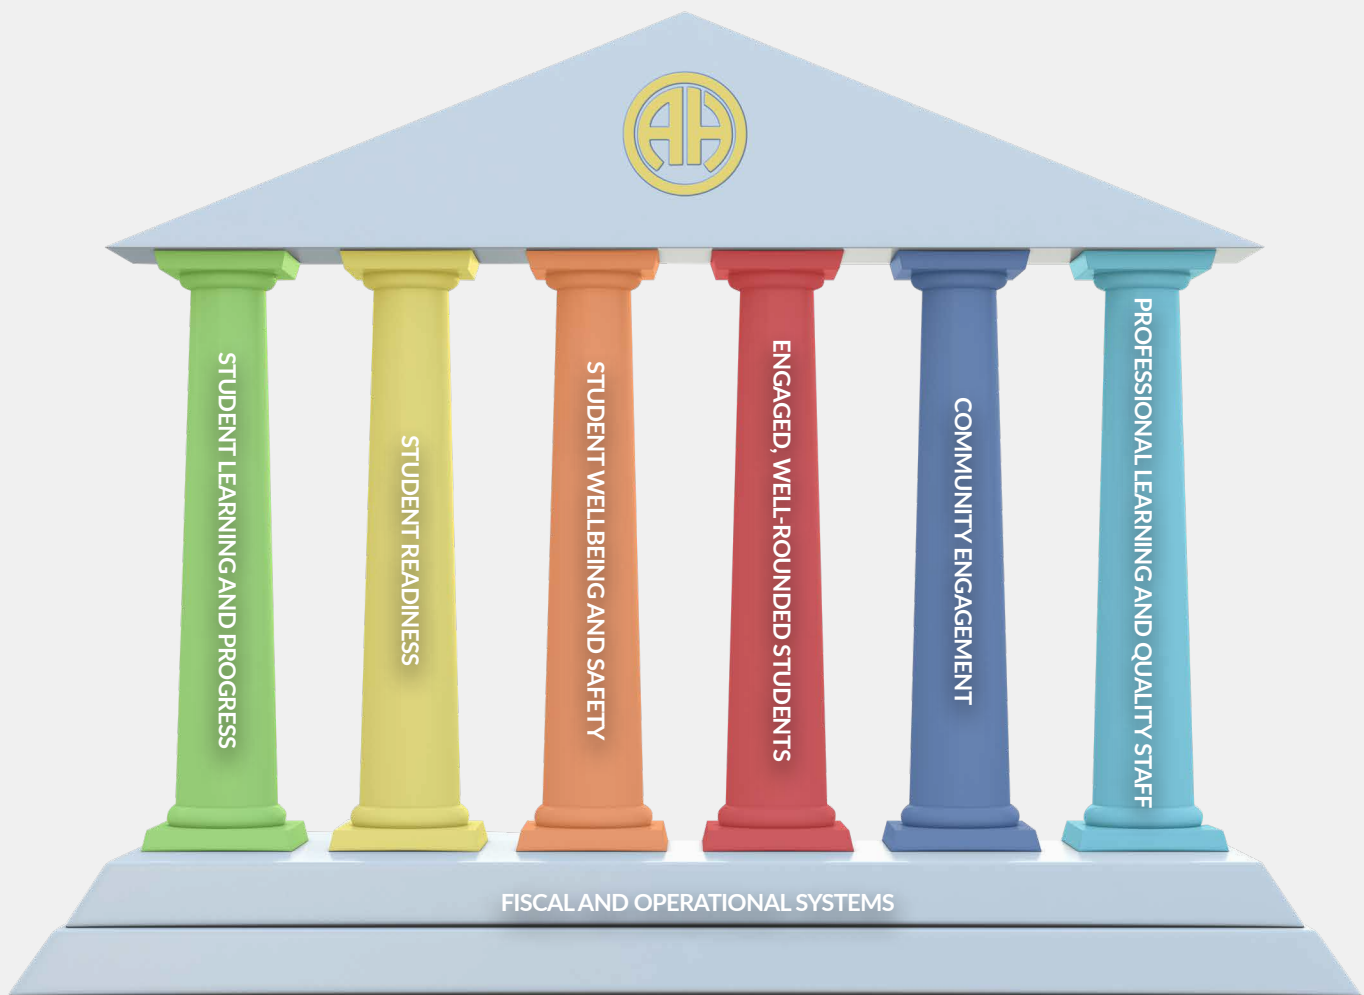 AH
STUDENT LEARNING AND PROGRESS
STUDENT READINESS
STUDENT WELLBEING AND SAFETY
ENGAGED, WELL-ROUNDED STUDENTS
COMMUNITY ENGAGEMENT
PROFESSIONAL LEARNING AND QUALITY STAFF
FISCAL AND OPERATIONAL SYSTEMS